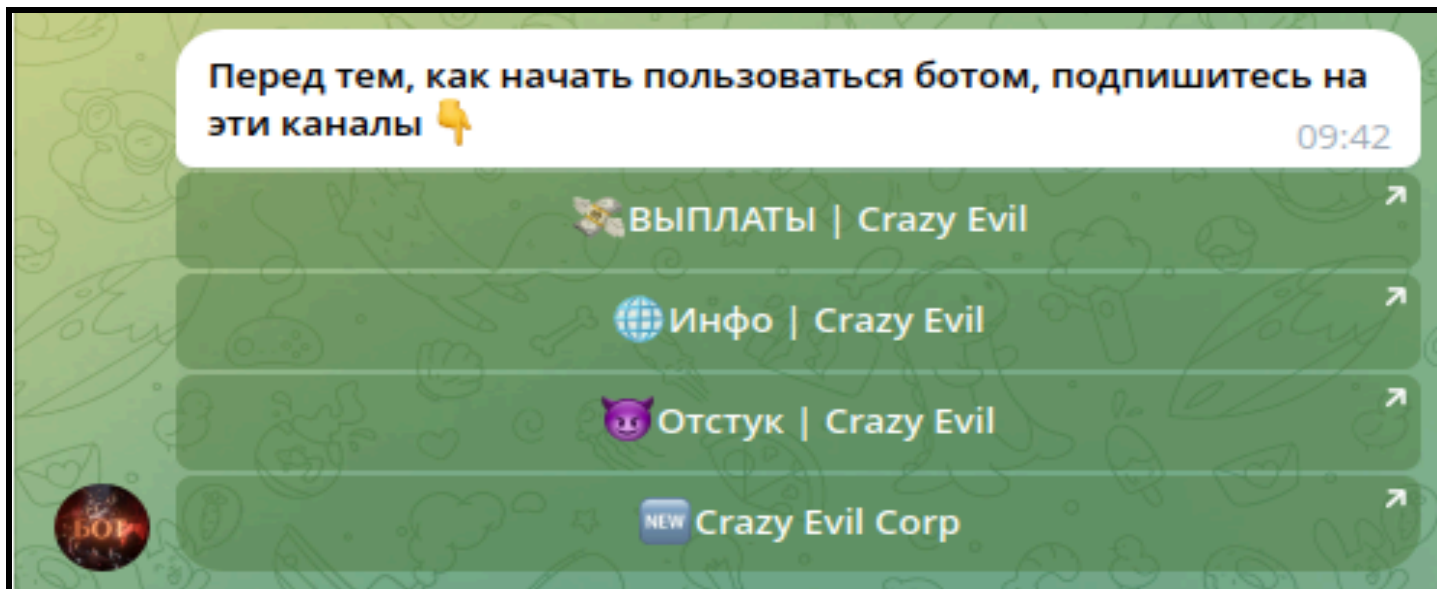 Перед тем, как начать пользоваться ботом, подпишитесь на
эти каналы 👇
09:42
💸ВЫПЛАТЫ | Crazy Evil
🌐Инфо | Crazy Evil
😈Отстук | Crazy Evil
🆕Crazy Evil Corp
БОТ